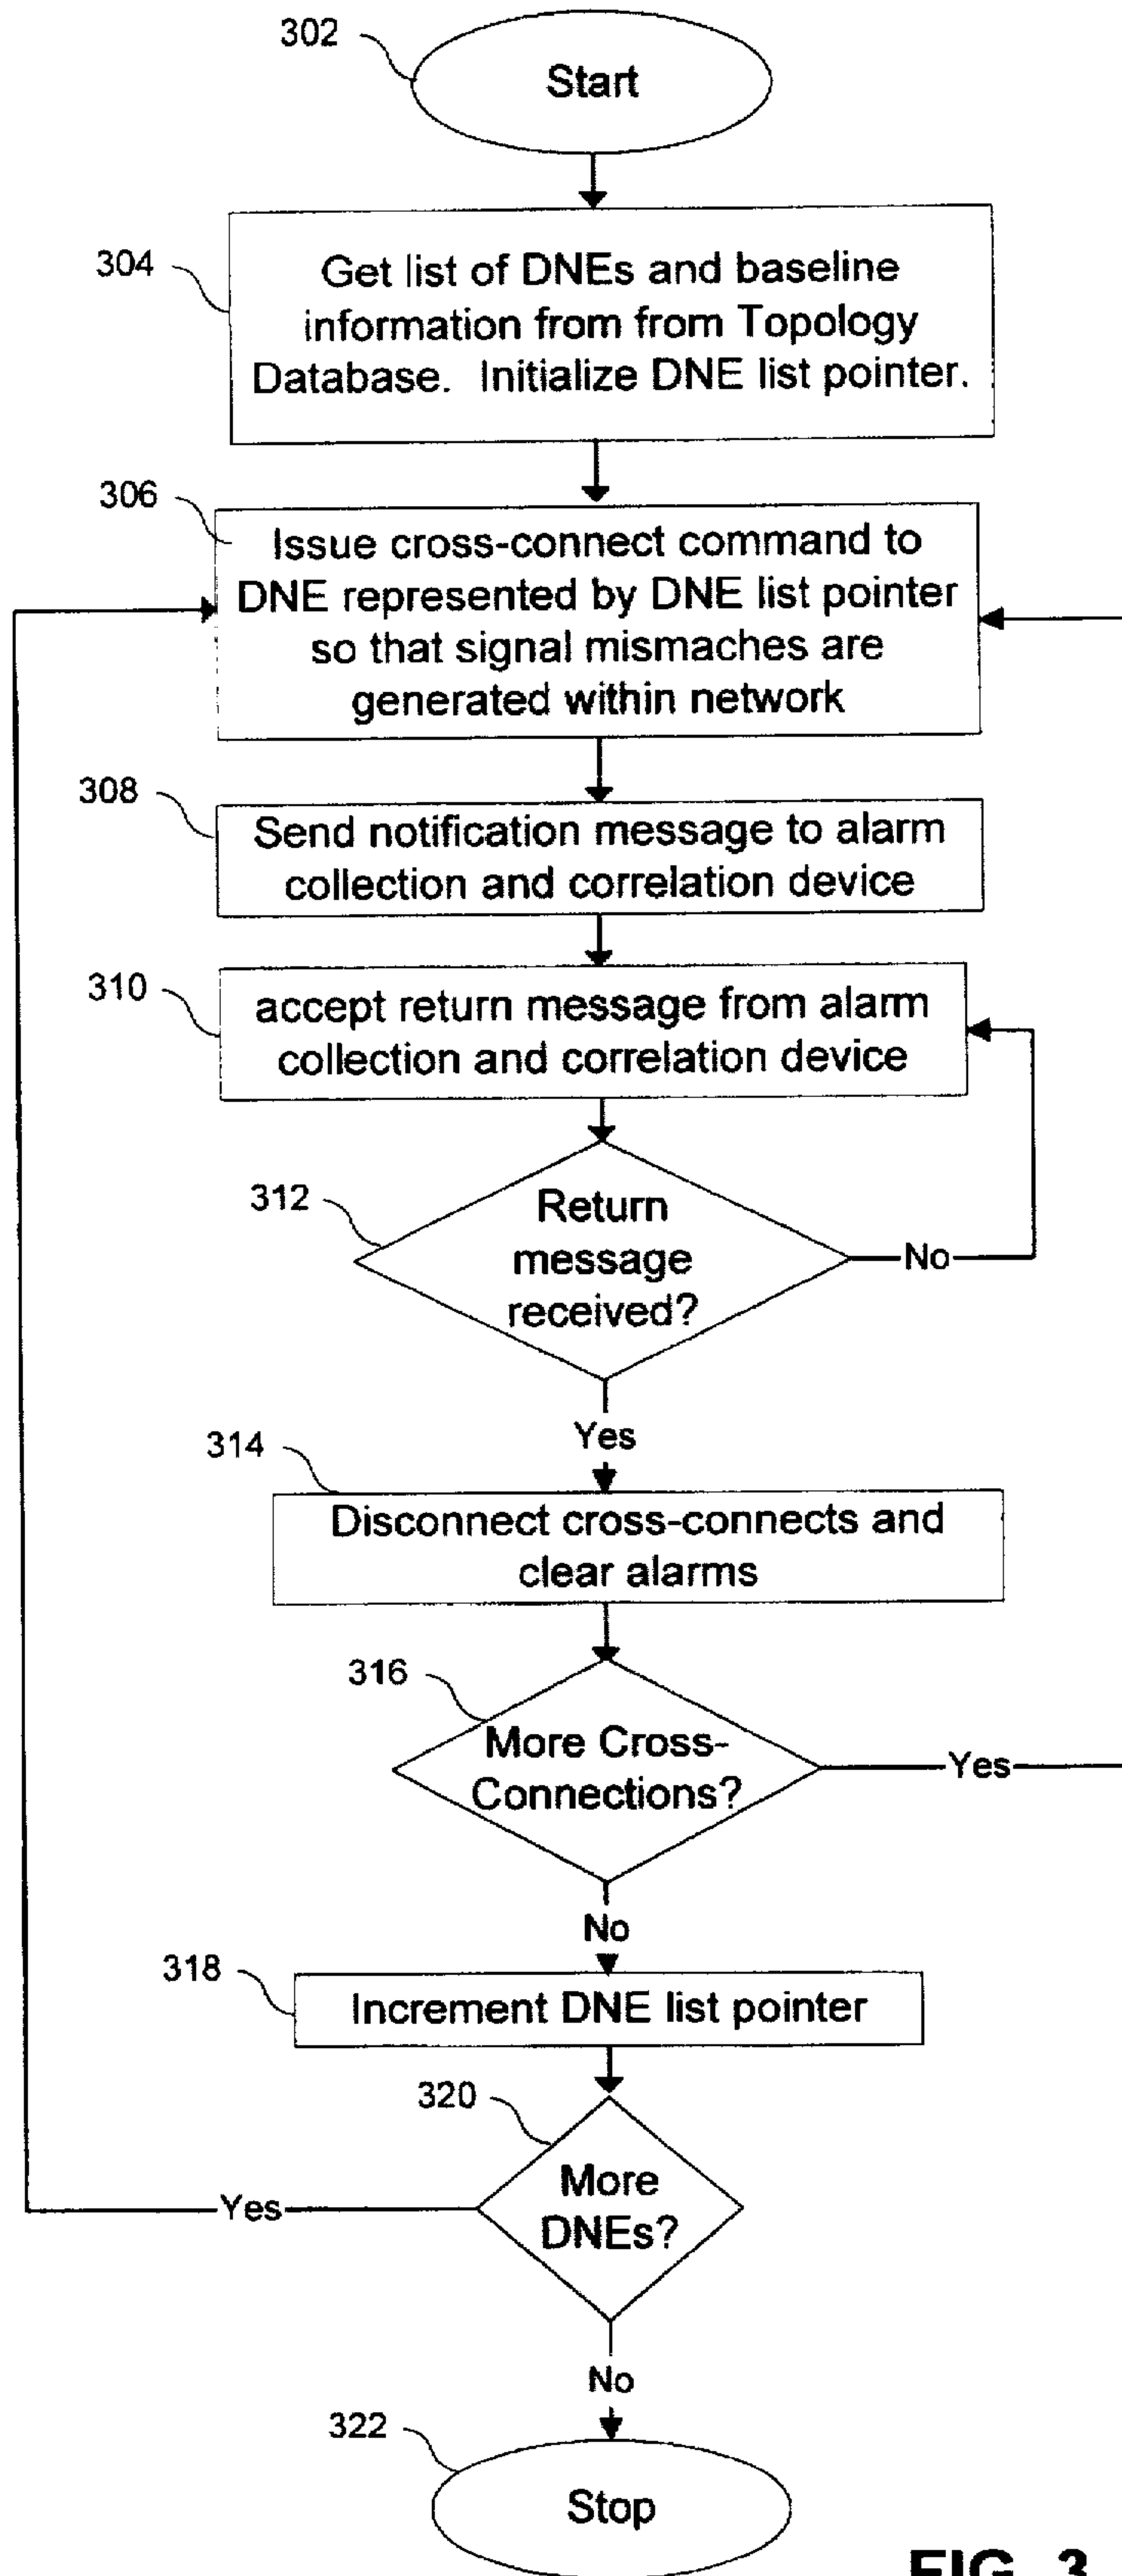 302
Start
304
Get list of DNEs and baseline
information from from Topology
Database. Initialize DNE list pointer.
306
Issue cross-connect command to
DNE represented by DNE list pointer
so that signal mismaches are
generated within network
308
Send notification message to alarm
collection and correlation device
310
accept return message from alarm
collection and correlation device
312
Return
message
received?
No
Yes
314
Disconnect cross-connects and
clear alarms
316
More Cross-
Connections?
Yes
No
318
Increment DNE list pointer
320
More
DNEs?
Yes
No
322
Stop
FIG. 3